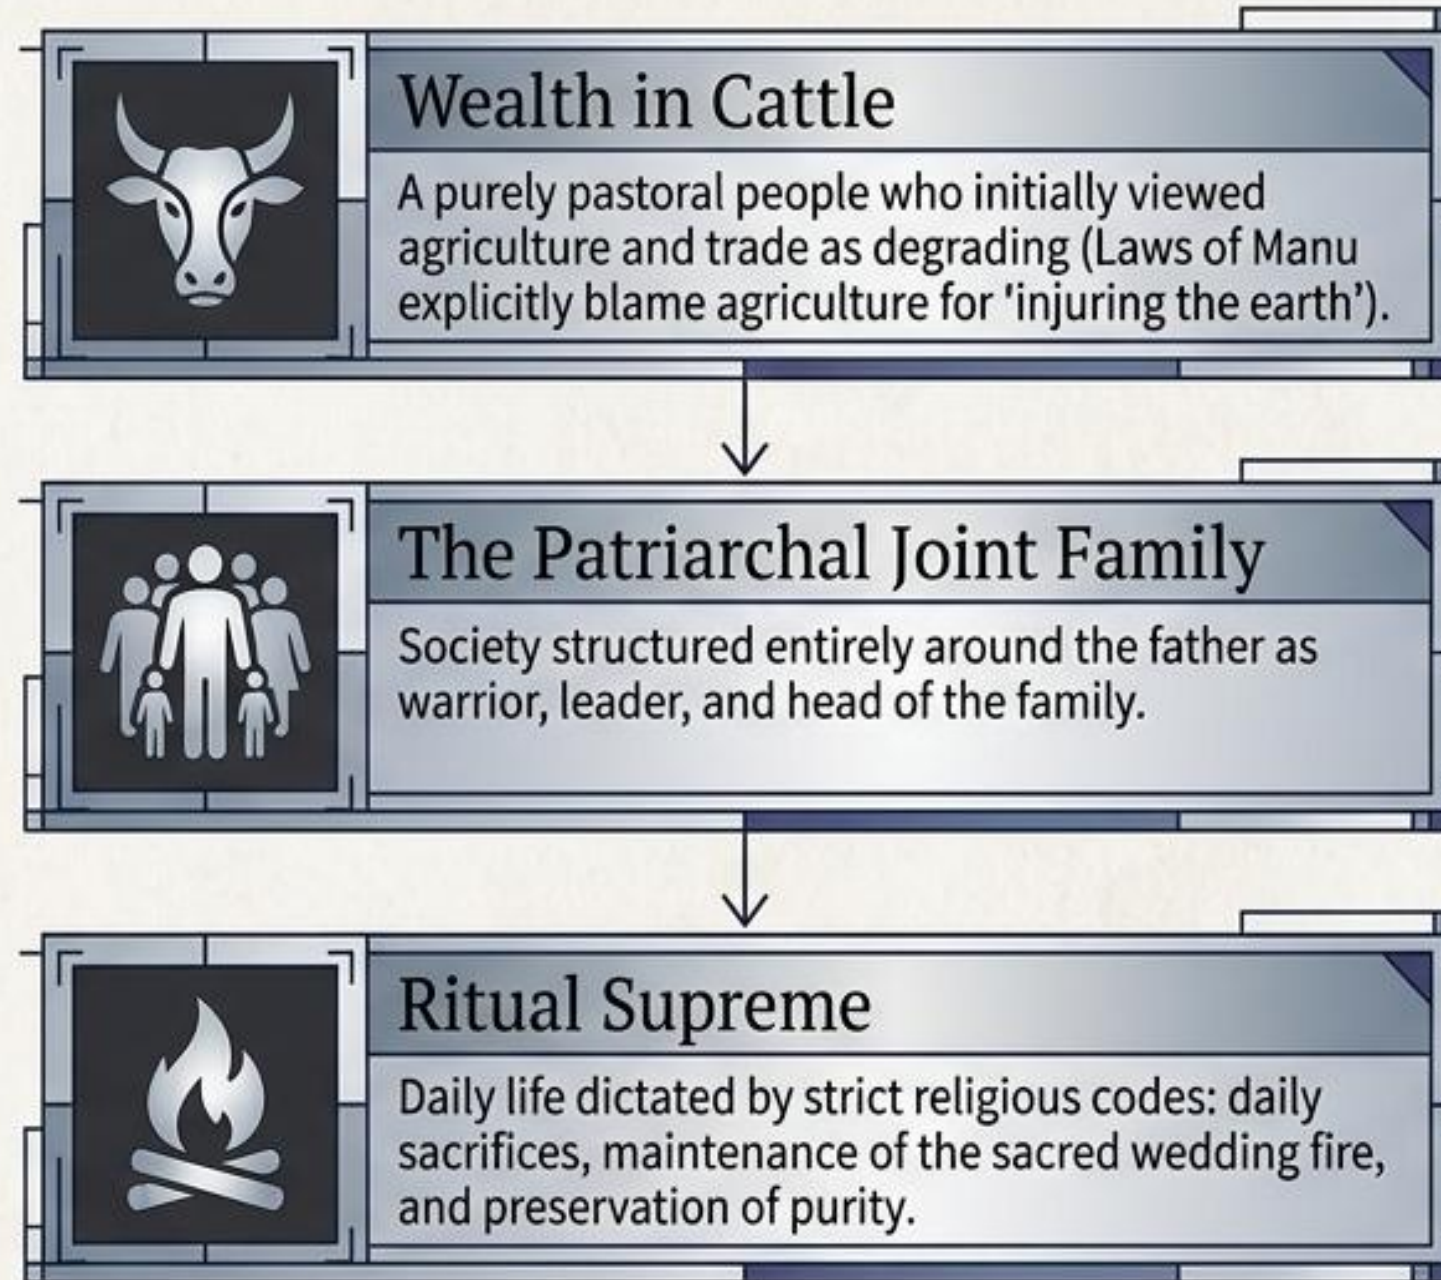 Wealth in Cattle
A purely pastoral people who initially viewed
agriculture and trade as degrading (Laws of Manu
explicitly blame agriculture for ‘injuring the earth’).
The Patriarchal Joint Family
Society structured entirely around the father as
warrior, leader, and head of the family.
Ritual Supreme
Daily life dictated by strict religious codes: daily
sacrifices, maintenance of the sacred wedding fire,
and preservation of purity.